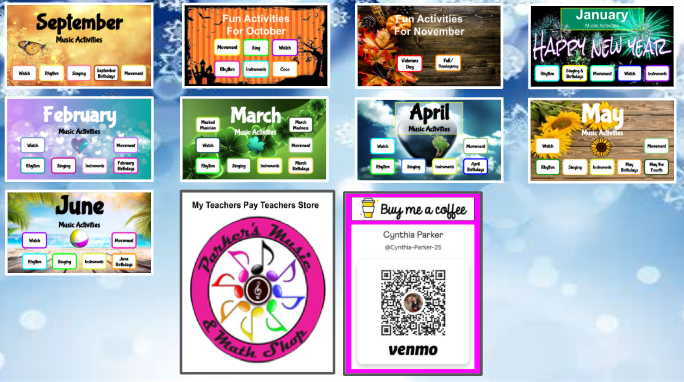 September
Music Activities
Watch
Rhythm
Singing
September
Birthdays
Movement
Fun Activities
For October
Movement
Sing
Watch
Rhythm
Instruments
Coco
Fun Activities
For November
Veterans
Day
Fall/
Thanksgiving
January
Music Activities
HAPPY NEW YEAR
Rhythm
Singing &
Birthdays
Movement
Watch
Instruments
February
Music Activities
Watch
Movement
Rhythm
Singing
Instruments
February
Birthdays
March
Music Activities
Masked
Musician
March
Madness
Watch
Movement
Rhythm
Singing
Instruments
March
Birthdays
April
Music Activities
Watch
Movement
Rhythm
Singing
Instruments
April
Birthdays
May
Music Activities
Watch
Movement
Rhythm
Singing
Instruments
May
Birthdays
May the
Fourth
June
Music Activities
Watch
Movement
Rhythm
Singing
Instruments
June
Birthdays
My Teachers Pay Teachers Store
Parker's Music
& Math Shop
Buy me a coffee
Cynthia Parker
@Cynthia-Parker-25
venmo